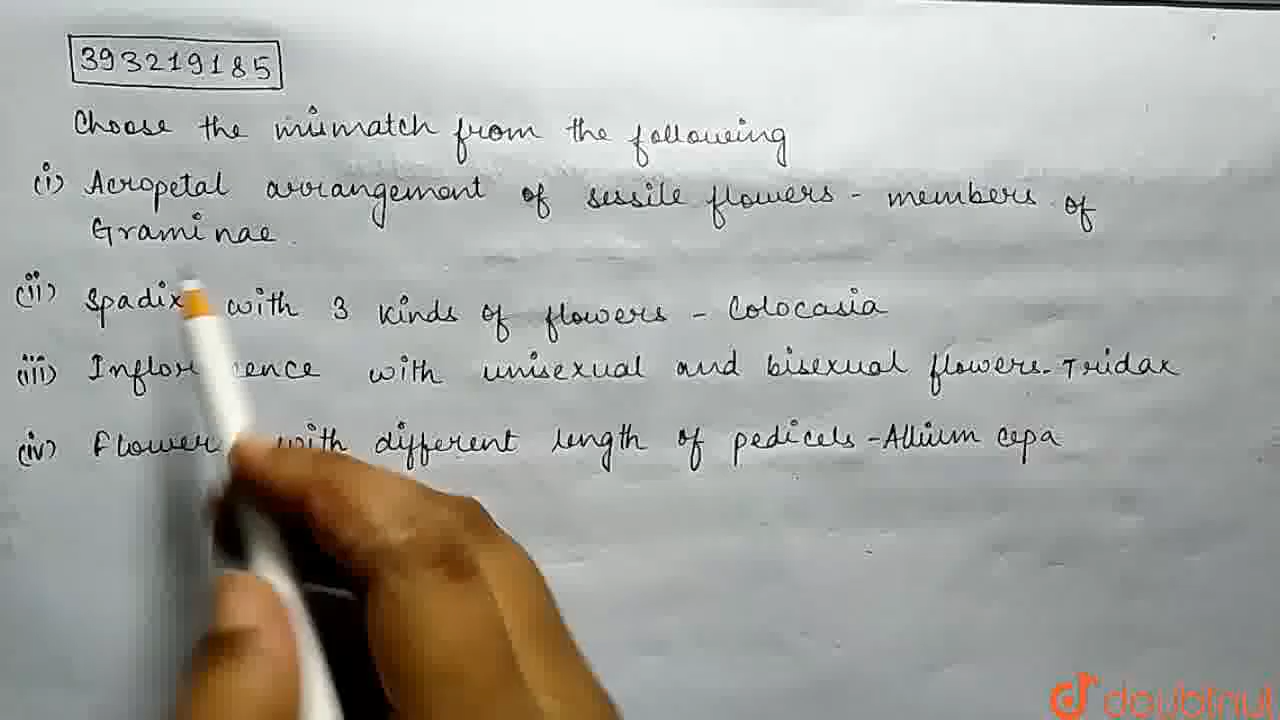 393219185
Choose the mismatch from the following
(i) Acropetal arrangement of sessile flowers - members of
Graminae.
(ii) Spadix with 3 kinds of flowers - Colocasia
(iii) with unisexual and bisexual flowers - Tridax
(iv) Flower with different length of pedicels - Allium cepa
doubtnut